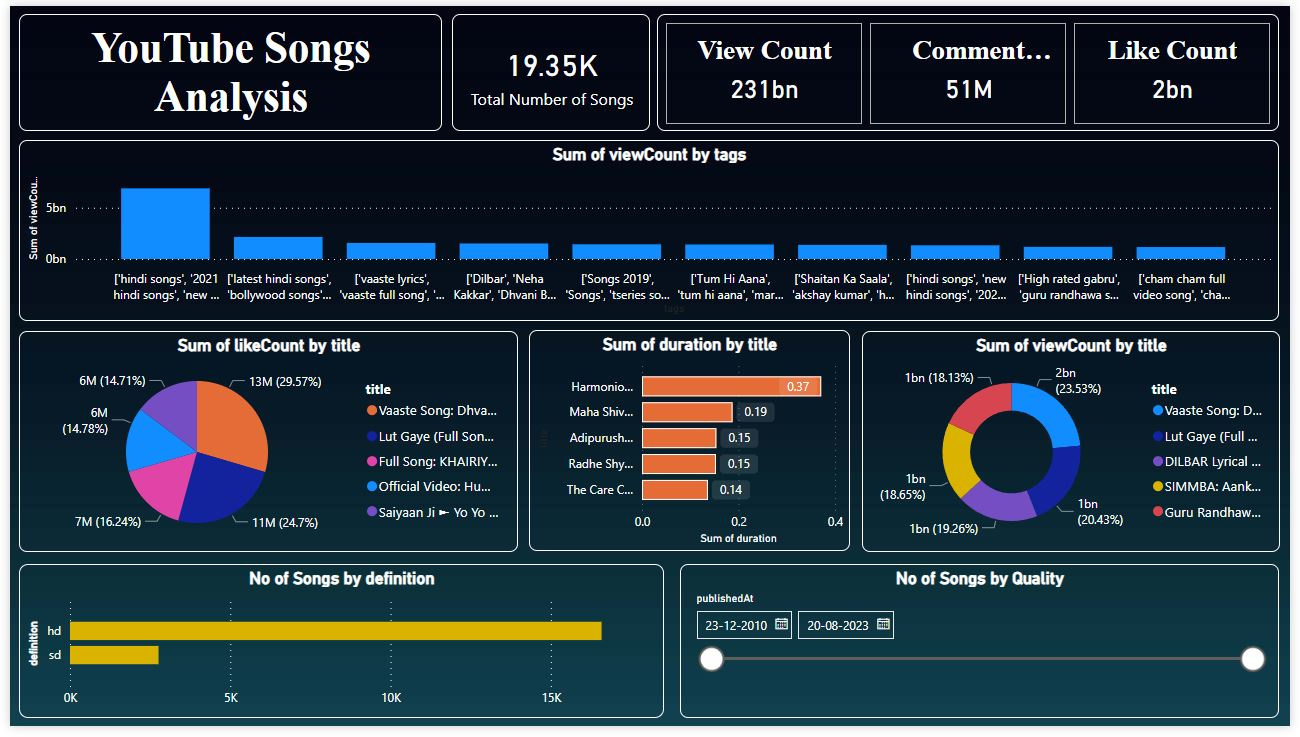 YouTube Songs
Analysis
19.35K
Total Number of Songs
View Count
231bn
Comment...
51M
Like Count
2bn
Sum of viewCount by tags
Sum of viewCou...
5bn
0bn
['hindi songs', '2021
hindi songs', 'new ...
['latest hindi songs',
'bollywood songs'...
['vaaste lyrics',
'vaaste full song', '...
['Dilbar', 'Neha
Kakkar', 'Dhvani B...
['Songs 2019',
'Songs', 'tseries so...
['Tum Hi Aana',
'tum hi aana', 'mar...
['Shaitan Ka Saala',
'akshay kumar', 'h...
['hindi songs', 'new
hindi songs', '202...
['High rated gabru',
'guru randhawa s...
['cham cham full
video song', 'cha...
tags
Sum of likeCount by title
6M (14.71%)
13M (29.57%)
6M
(14.78%)
7M (16.24%)
11M (24.7%)
title
Vaaste Song: Dhva...
Lut Gaye (Full Son...
Full Song: KHAIRIY...
Official Video: Hu...
Saiyaan Ji ► Yo Yo ...
Sum of duration by title
title
Harmonio... 0.37
Maha Shiv... 0.19
Adipurush... 0.15
Radhe Shy... 0.15
The Care C... 0.14
0.0 0.2 0.4
Sum of duration
Sum of viewCount by title
1bn (18.13%)
2bn
(23.53%)
1bn
(18.65%)
1bn (19.26%)
1bn
(20.43%)
title
Vaaste Song: D...
Lut Gaye (Full ...
DILBAR Lyrical ...
SIMMBA: Aank...
Guru Randhaw...
No of Songs by definition
definition
hd
sd
0K 5K 10K 15K
No of Songs by Quality
publishedAt
23-12-2010 20-08-2023